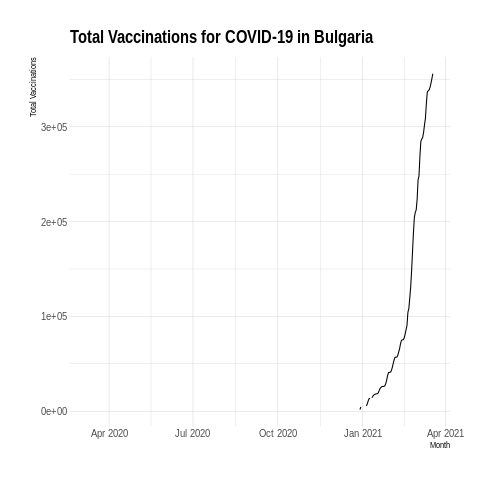 Total Vaccinations for COVID-19 in Bulgaria
Total Vaccinations
3e+05
2e+05
1e+05
0e+00
Apr 2020 Jul 2020 Oct 2020 Jan 2021 Apr 2021
Month